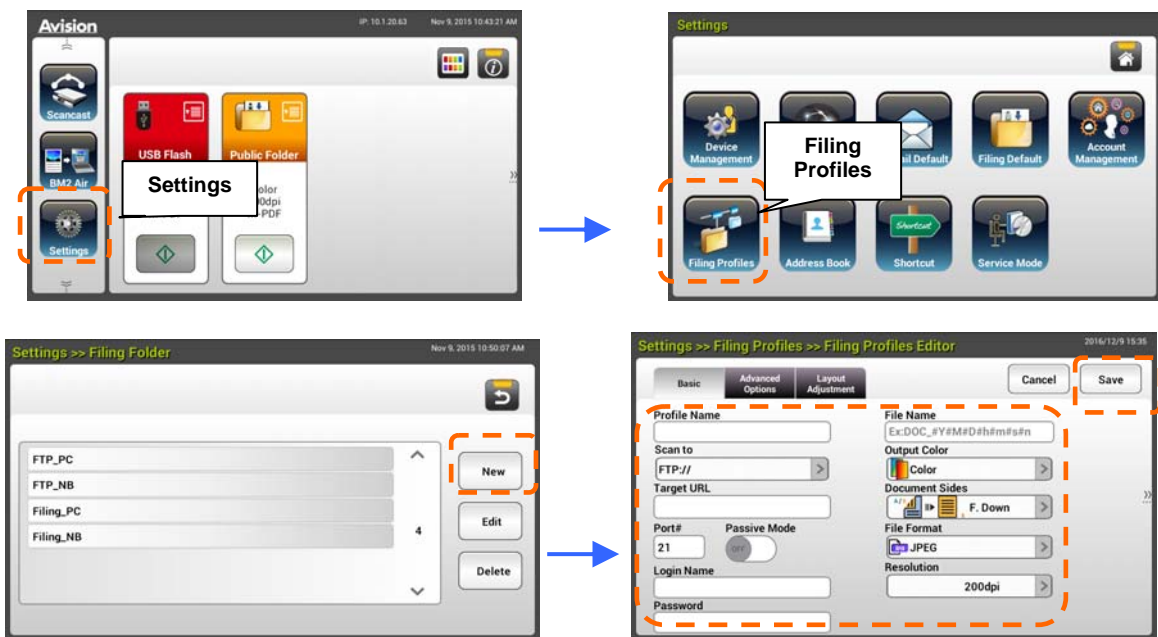 Avision
IP: 10.1.20.63 Nov 9, 2015 10:43:21 AM
Scancast
BM2 Air
Settings
USB Flash
Public Folder
Settings
PDF
Settings
Device
Management
Filing
Profiles
Default
Filing Default
Account
Management
Filing Profiles
Address Book
Shortcut
Shortcut
Service Mode
Settings >> Filing Folder
Nov 9, 2015 10:50:07 AM
FTP_PC
FTP_NB
Filing_PC
Filing_NB
4
New
Edit
Delete
Settings >> Filing Profiles >> Filing Profiles Editor
2016/12/9 15:35
Basic
Advanced
Options
Layout
Adjustment
Cancel
Save
Profile Name
Scan to
FTP://
Target URL
Port# Passive Mode
21 OFF
Login Name
Password
File Name
Ex:DOC_#Y#M#D#h#m#s#n
Output Color
Color
Document Sides
F. Down
File Format
JPEG
Resolution
200dpi